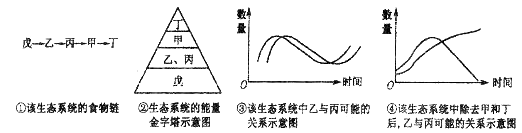 戊→乙→丙→甲→丁
①该生态系统的食物链
丁
甲
乙、丙
戊
②生态系统的能量
金字塔示意图
数量
O
时间
③该生态系统中乙与丙可能的
关系示意图
数量
O
时间
④该生态系统中除去甲和丁
后,乙与丙可能的关系示意图